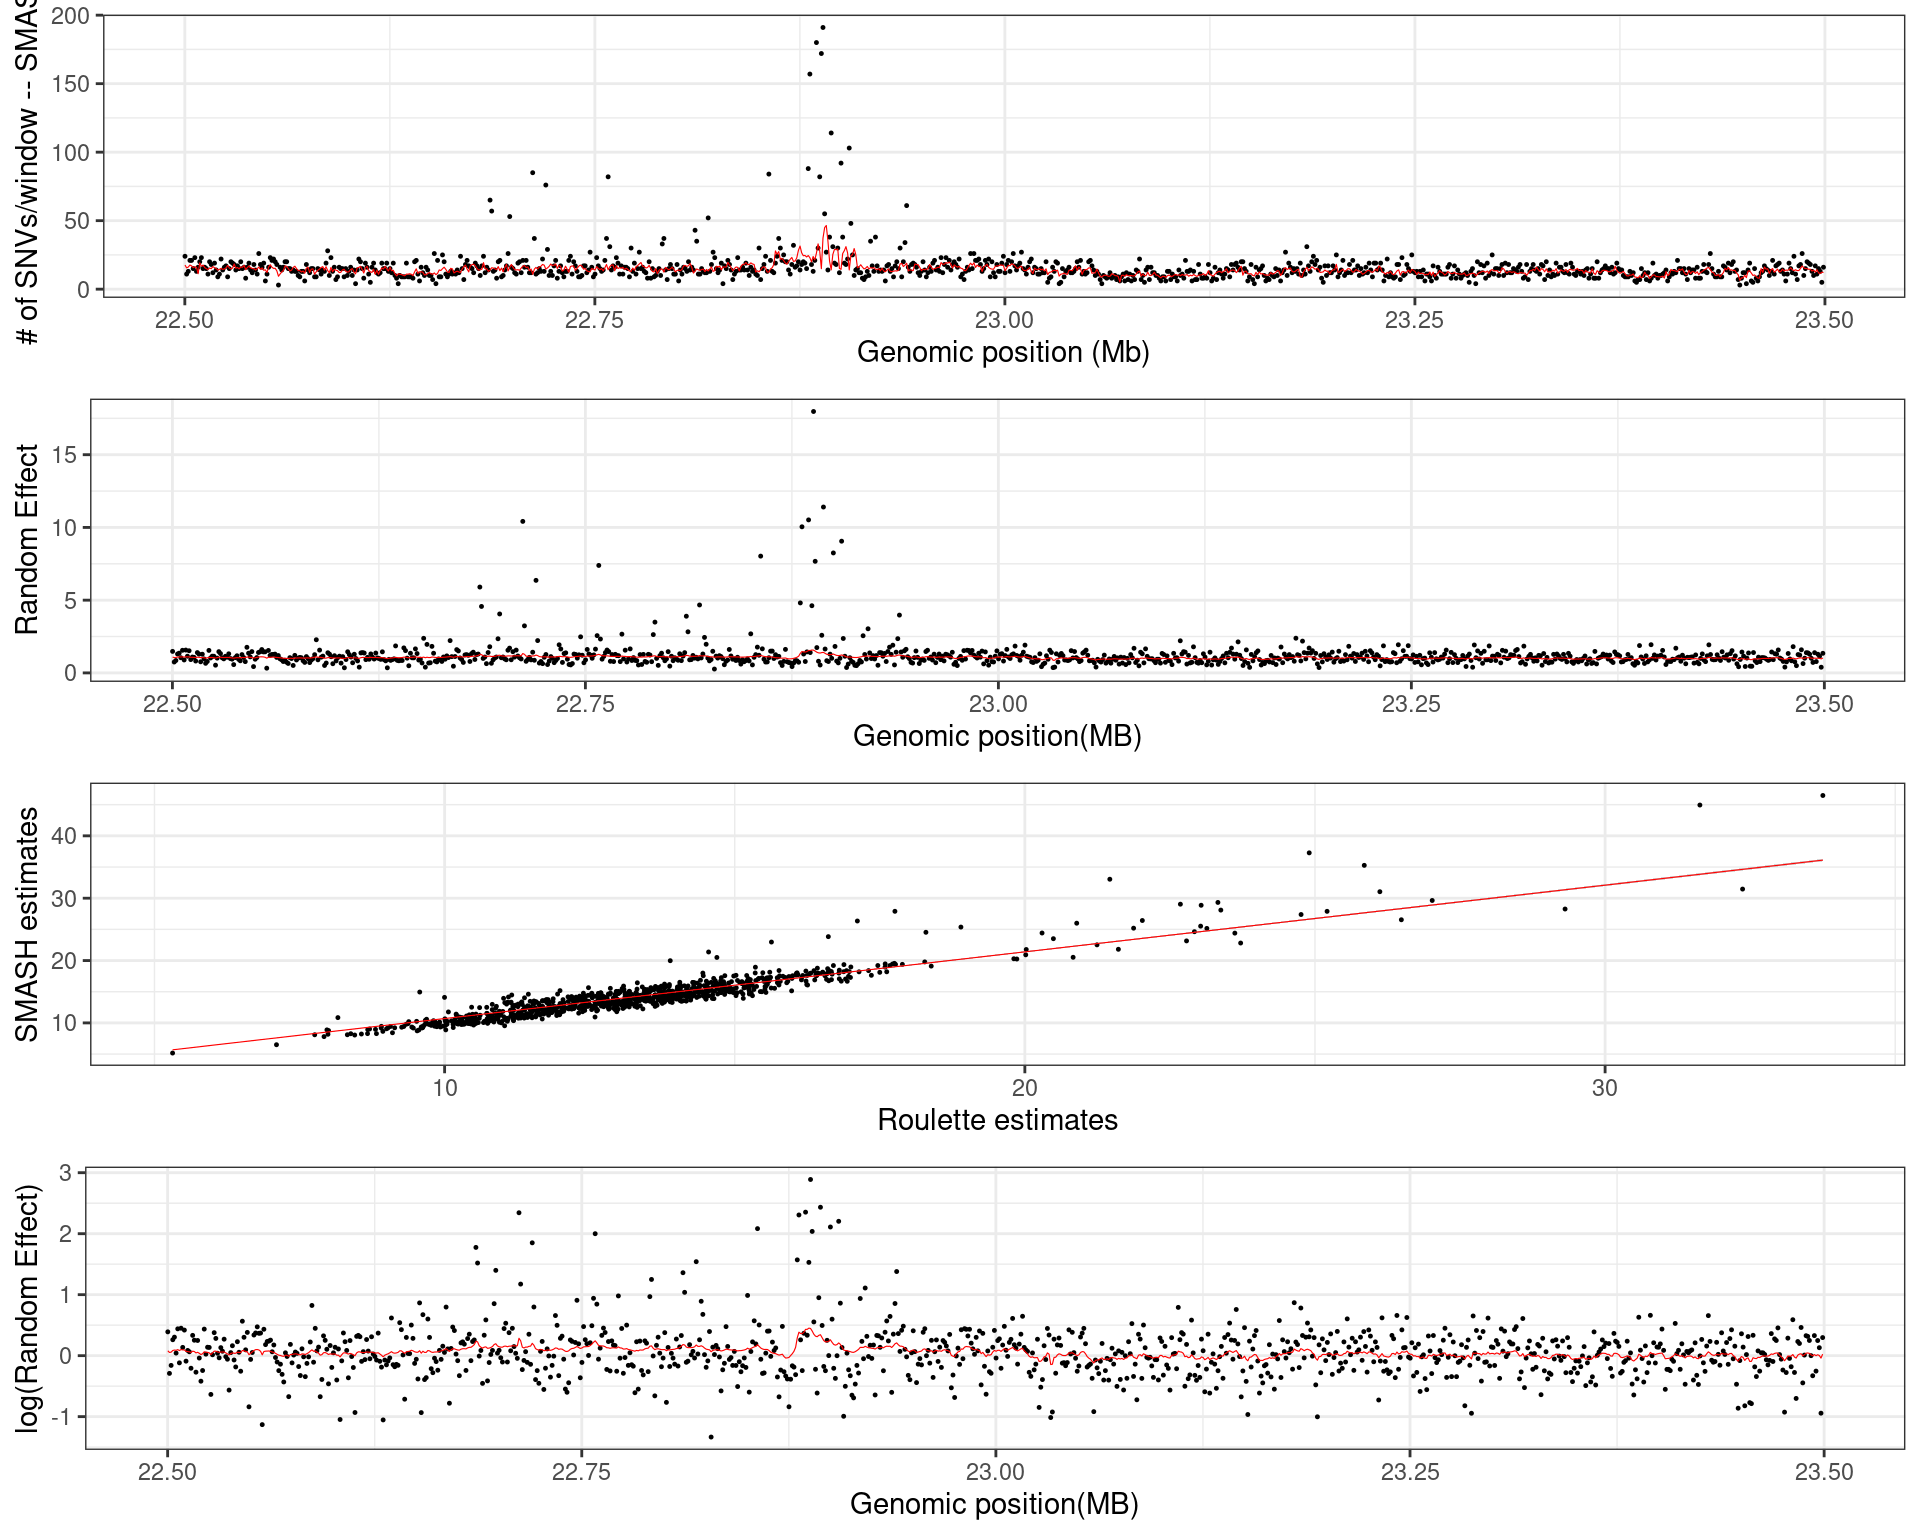 # of SNVs/window -- SMAS
200
150
100
50
0
22.50 22.75 23.00 23.25 23.50
Genomic position (Mb)
Random Effect
15
10
5
0
22.50 22.75 23.00 23.25 23.50
Genomic position(MB)
SMASH estimates
40
30
20
10
10 20 30
Roulette estimates
log(Random Effect)
3
2
1
0
-1
22.50 22.75 23.00 23.25 23.50
Genomic position(MB)